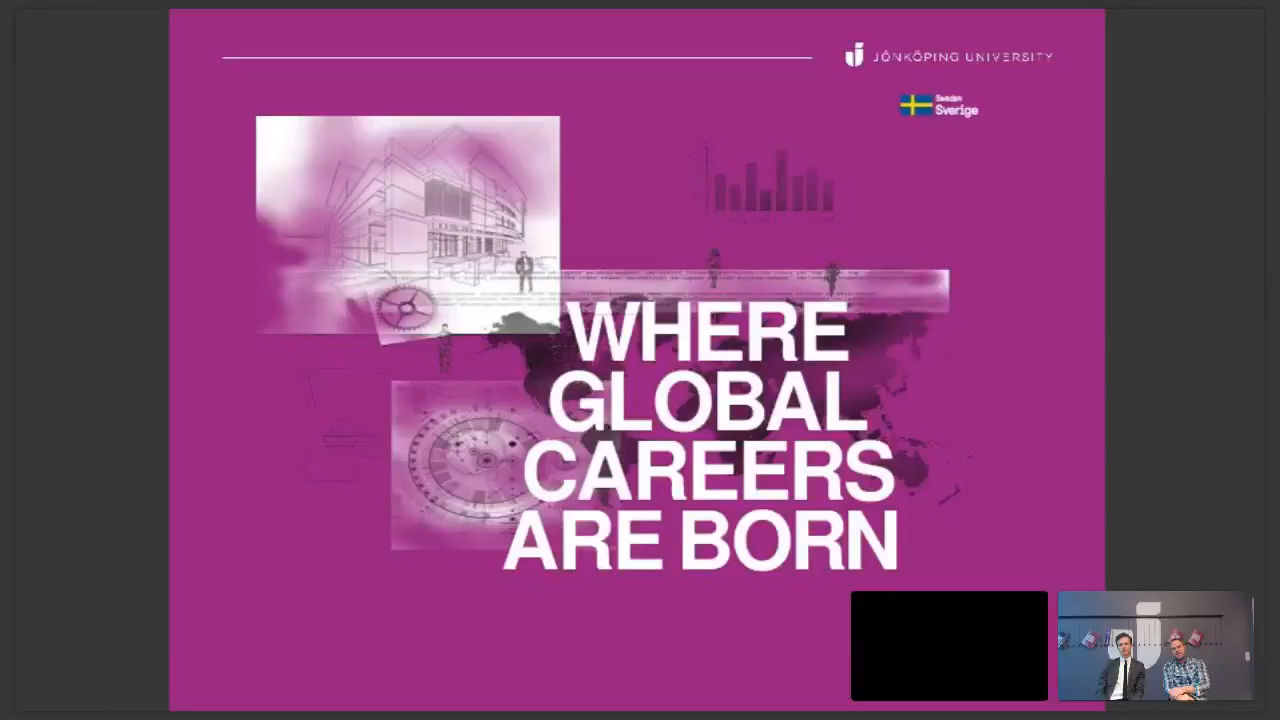 JÖNKÖPING UNIVERSITY
Sweden
Sverige
WHERE
GLOBAL
CAREERS
ARE BORN